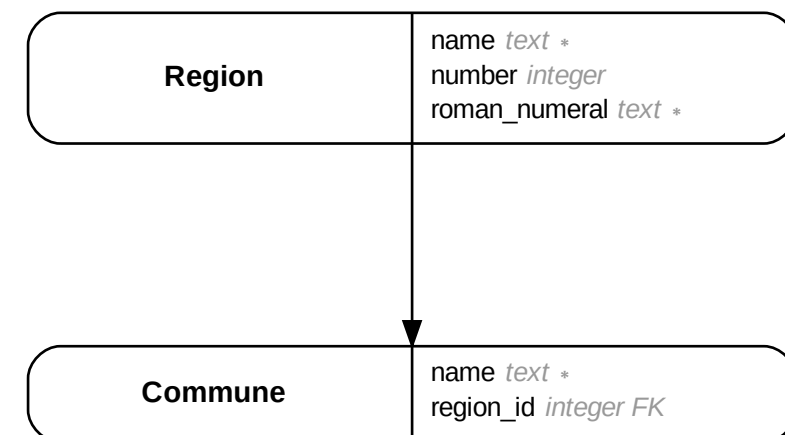 Region
name text *
number integer
roman_numeral text *
Commune
name text *
region_id integer FK